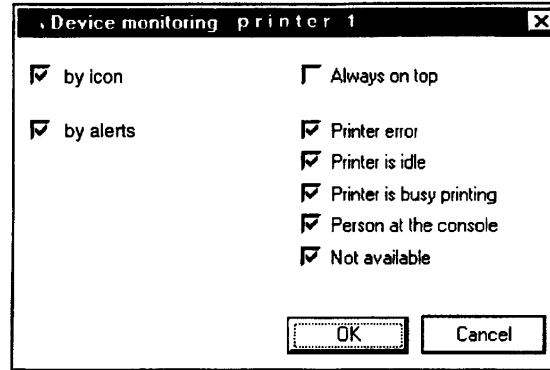 Device monitoring printer 1
by icon
Always on top
by alerts
Printer error
Printer is idle
Printer is busy printing
Person at the console
Not available
OK
Cancel